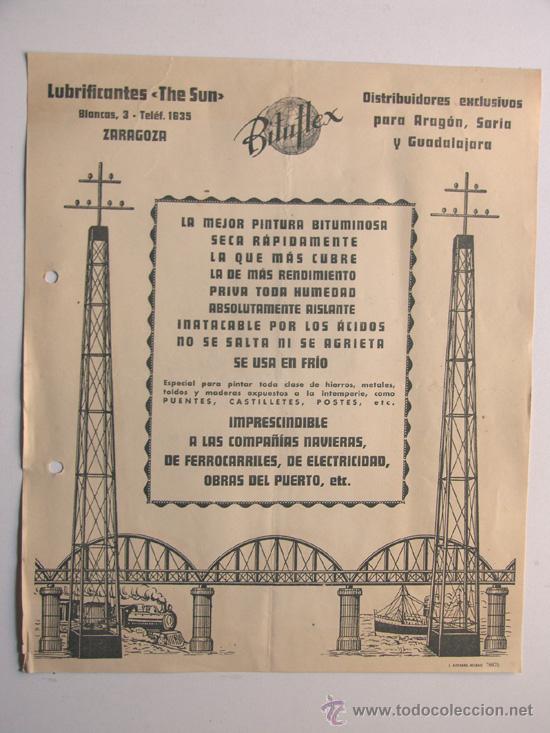 Lubrificantes «The Sun»
Blancas, 3 - Teléf. 1635
ZARAGOZA
Bituflex
Distribuidores exclusivos
para Aragón, Soria
y Guadalajara
LA MEJOR PINTURA BITUMINOSA
SECA RÁPIDAMENTE
LA QUE MÁS CUBRE
LA DE MÁS RENDIMIENTO
PRIVA TODA HUMEDAD
ABSOLUTAMENTE AISLANTE
INATACABLE POR LOS ÁCIDOS
NO SE SALTA NI SE AGRIETA
SE USA EN FRÍO
Especial para pintar toda clase de hierros, metales,
toldos y maderas expuestos a la intemperie, como
PUENTES, CASTILLETES, POSTES, etc.
IMPRESCINDIBLE
A LAS COMPAÑÍAS NAVIERAS,
DE FERROCARRILES, DE ELECTRICIDAD,
OBRAS DEL PUERTO, etc.
todocoleccion
www.todocoleccion.net